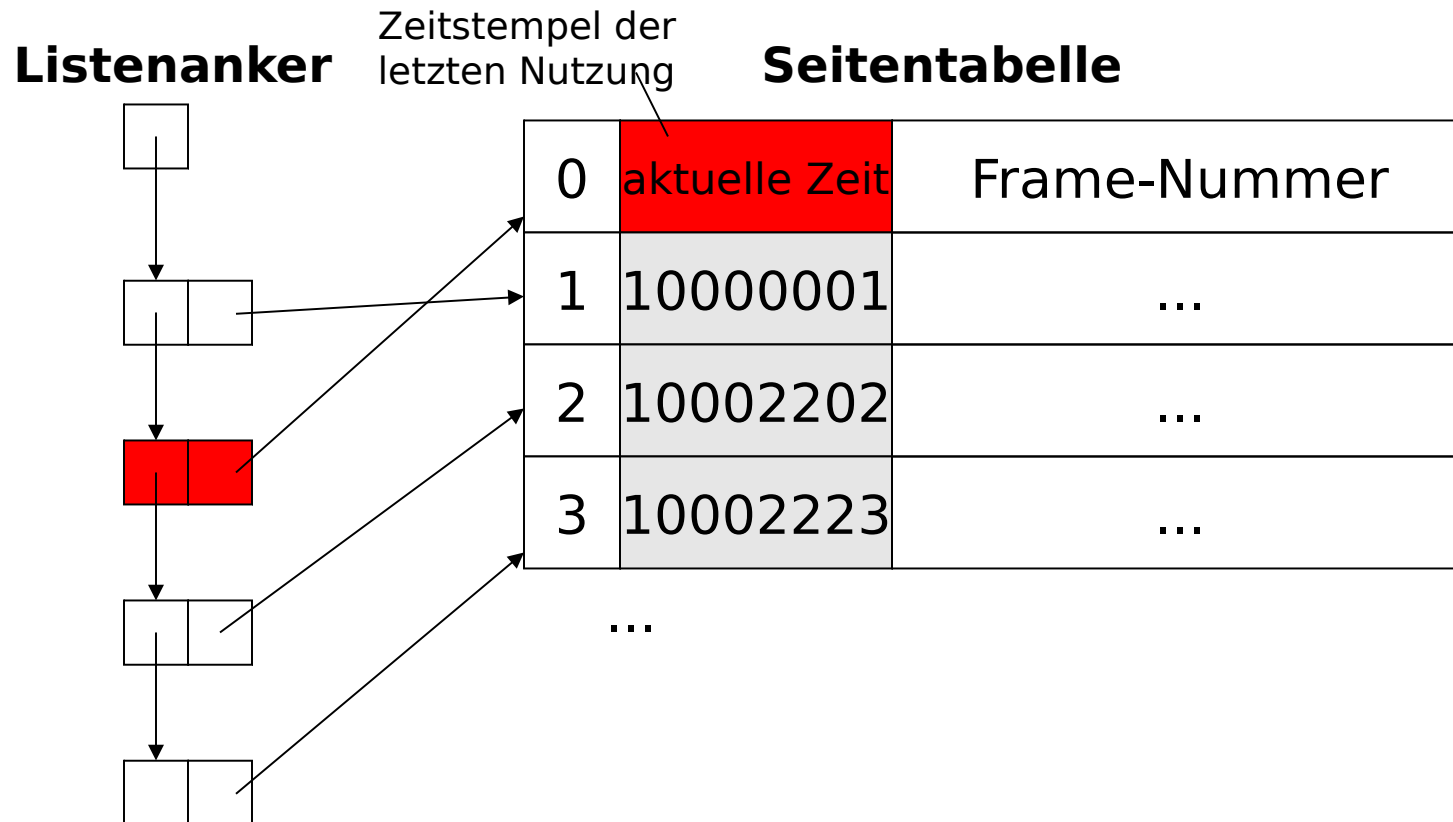 Zeitstempel der
letzten Nutzung
Listenanker
Seitentabelle
0 aktuelle Zeit Frame-Nummer
1 10000001 ...
2 10002202 ...
3 10002223 ...
...